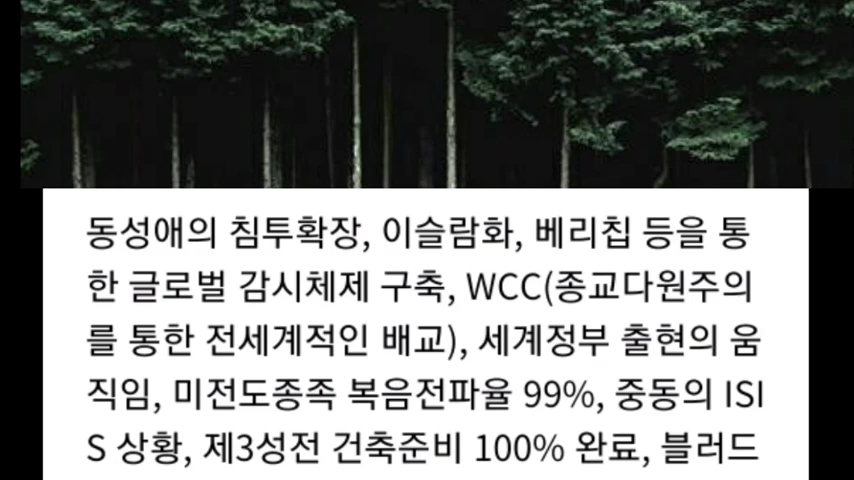 동성애의 침투확장, 이슬람화, 베리칩 등을 통
한 글로벌 감시체제 구축, WCC(종교다원주의
를 통한 전세계적인 배교), 세계정부 출현의 움
직임, 미전도종족 복음전파율 99%, 중동의 ISI
S 상황, 제3성전 건축준비 100% 완료, 블러드